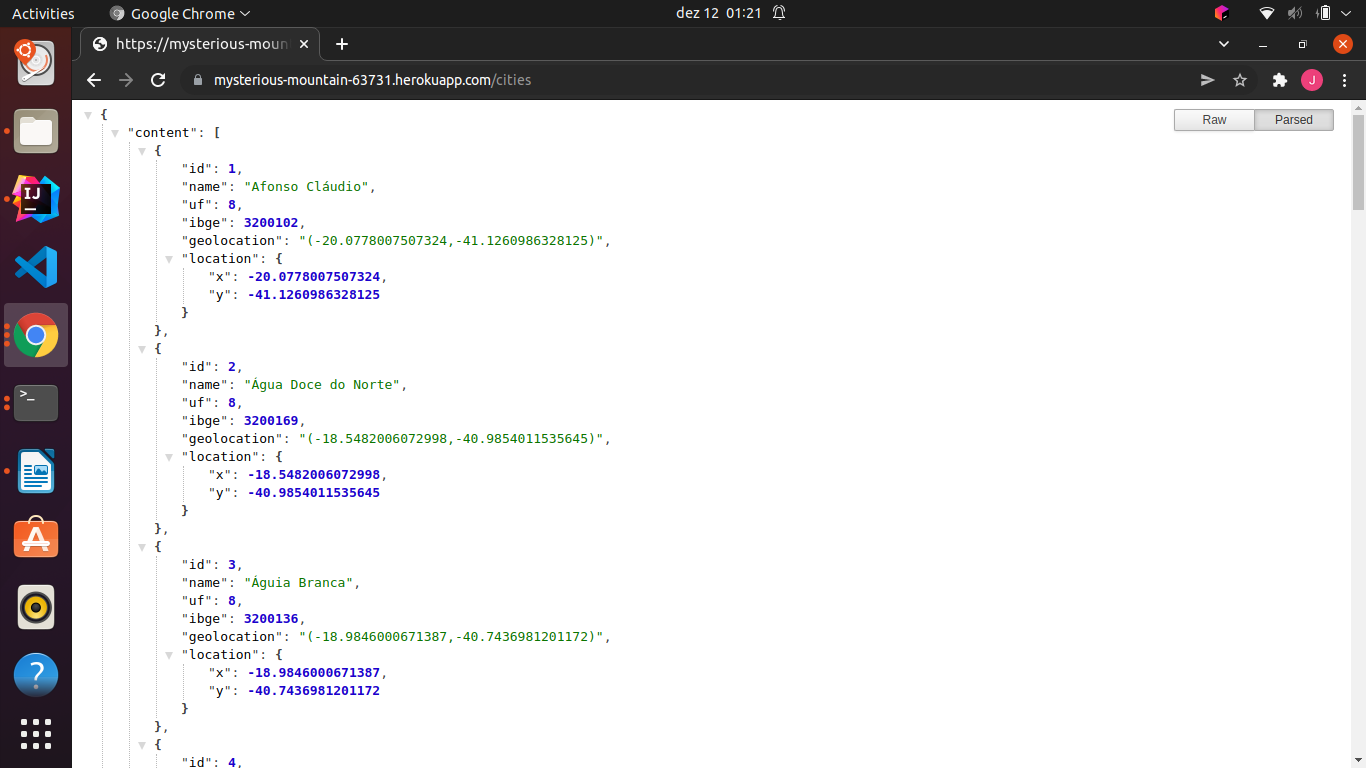 Activities
Google Chrome
dez 12 01:21
https://mysterious-moun
mysterious-mountain-63731.herokuapp.com/cities
J
IJ
>_
A
?
Raw
Parsed
{
"content": [
{
"id": 1,
"name": "Afonso Cláudio",
"uf": 8,
"ibge": 3200102,
"geolocation": "(-20.0778007507324,-41.1260986328125)",
"location": {
"x": -20.0778007507324,
"y": -41.1260986328125
}
},
{
"id": 2,
"name": "Água Doce do Norte",
"uf": 8,
"ibge": 3200169,
"geolocation": "(-18.5482006072998,-40.9854011535645)",
"location": {
"x": -18.5482006072998,
"y": -40.9854011535645
}
},
{
"id": 3,
"name": "Águia Branca",
"uf": 8,
"ibge": 3200136,
"geolocation": "(-18.9846000671387,-40.7436981201172)",
"location": {
"x": -18.9846000671387,
"y": -40.7436981201172
}
},
{
"id": 4,